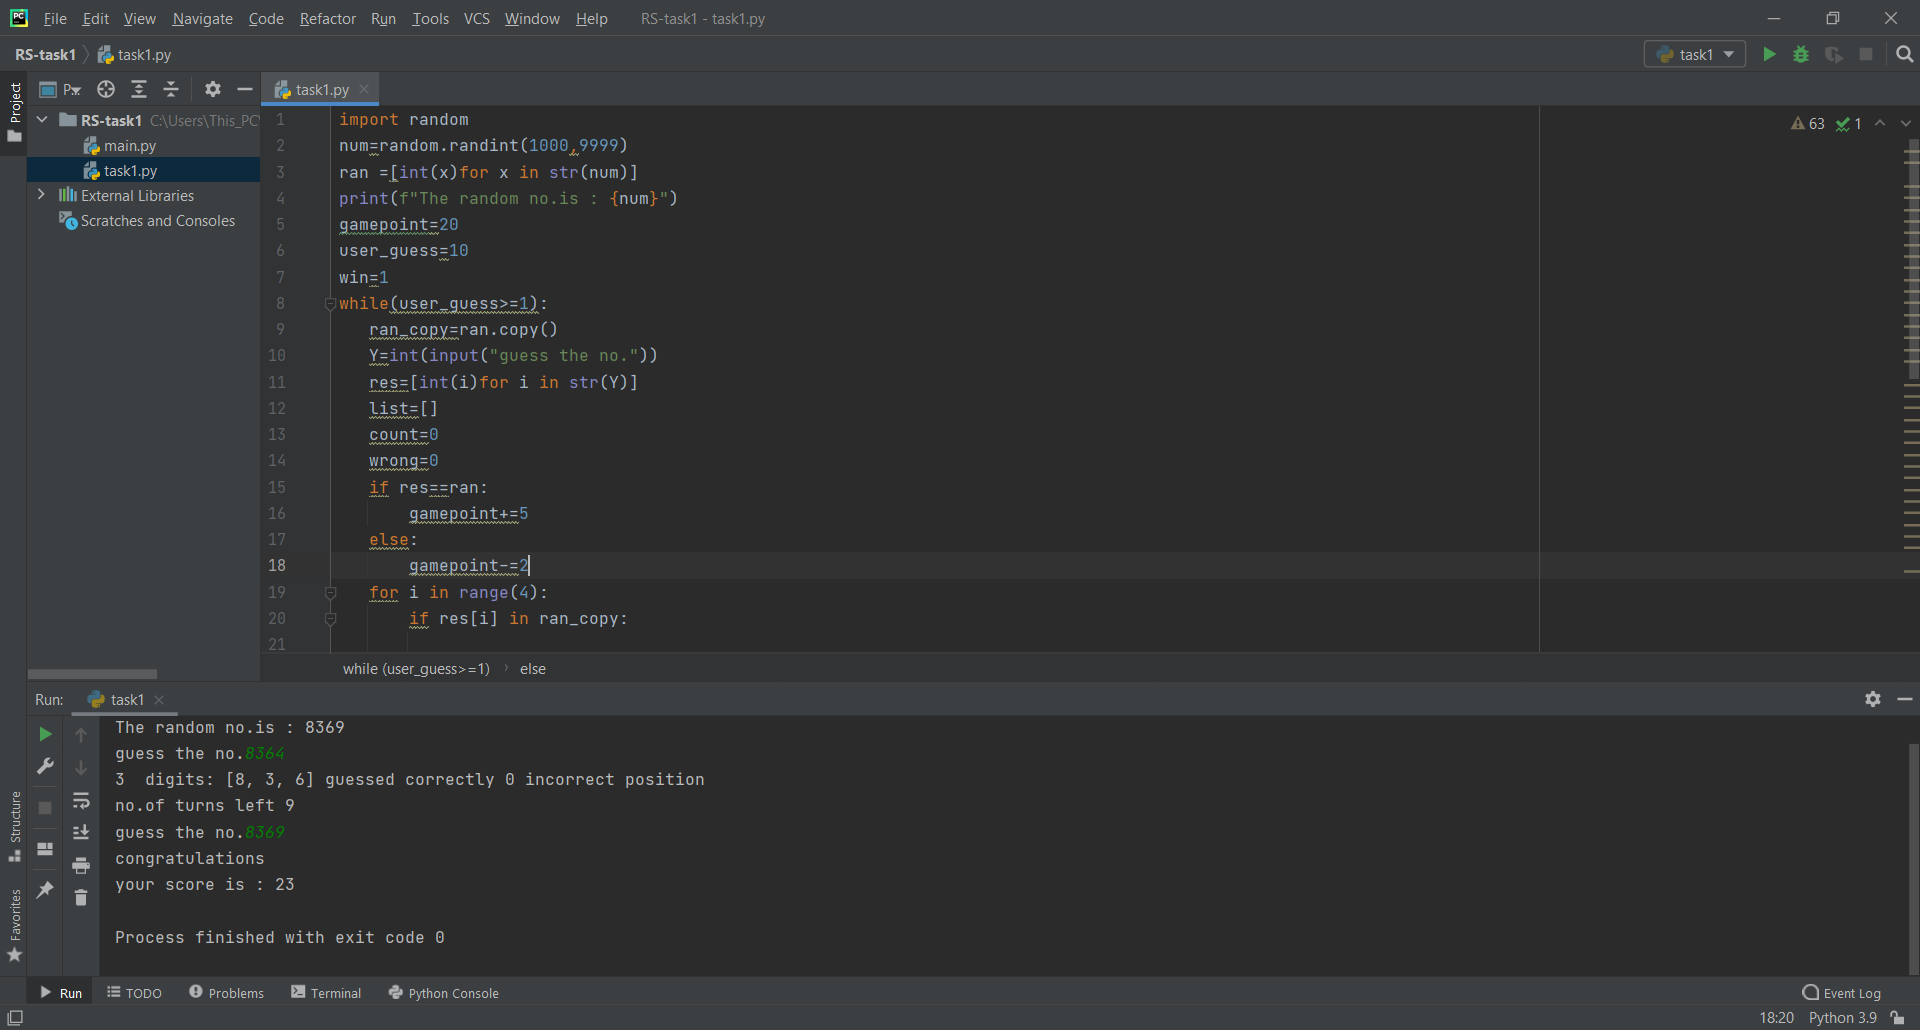 PC File Edit View Navigate Code Refactor Run Tools VCS Window Help RS-task1 - task1.py
RS-task1 task1.py task1
Project
P..
task1.py
RS-task1 C:\Users\This_PC
main.py
task1.py
External Libraries
Scratches and Consoles
63 1
1 import random
2 num=random.randint(1000,9999)
3 ran =[int(x)for x in str(num)]
4 print(f"The random no.is : {num}")
5 gamepoint=20
6 user_guess=10
7 win=1
8 while(user_guess>=1):
9 ran_copy=ran.copy()
10 Y=int(input("guess the no."))
11 res=[int(i)for i in str(Y)]
12 list=[]
13 count=0
14 wrong=0
15 if res==ran:
16 gamepoint+=5
17 else:
18 gamepoint-=2
19 for i in range(4):
20 if res[i] in ran_copy:
21
while (user_guess>=1) › else
Run: task1
The random no.is : 8369
guess the no.8364
3  digits: [8, 3, 6] guessed correctly 0 incorrect position
no.of turns left 9
guess the no.8369
congratulations
your score is : 23
Process finished with exit code 0
Structure
Favorites
Run TODO Problems Terminal Python Console Event Log
18:20 Python 3.9